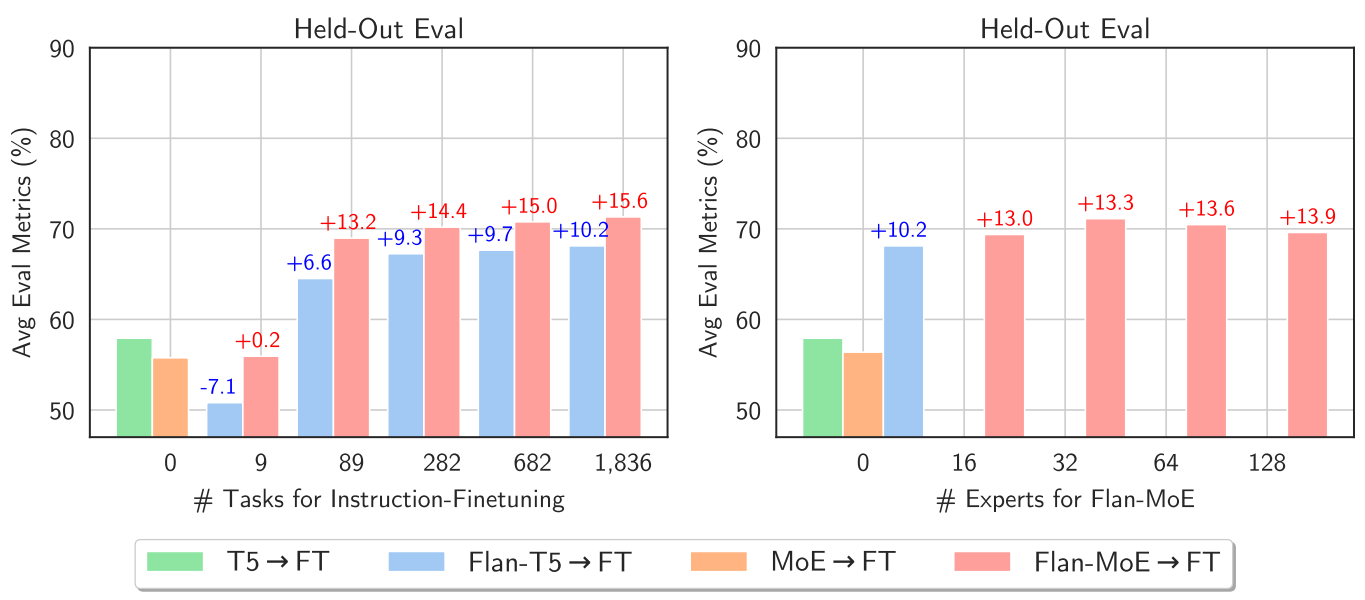 Held-Out Eval
Avg Eval Metrics (%)
90
80
70
60
50
-7.1
+0.2
+6.6
+13.2
+9.3
+14.4
+9.7
+15.0
+10.2
+15.6
0 9 89 282 682 1,836
# Tasks for Instruction-Finetuning
Held-Out Eval
Avg Eval Metrics (%)
90
80
70
60
50
+10.2
+13.0
+13.3
+13.6
+13.9
0 16 32 64 128
# Experts for Flan-MoE
T5→FT Flan-T5→FT MoE→FT Flan-MoE→FT